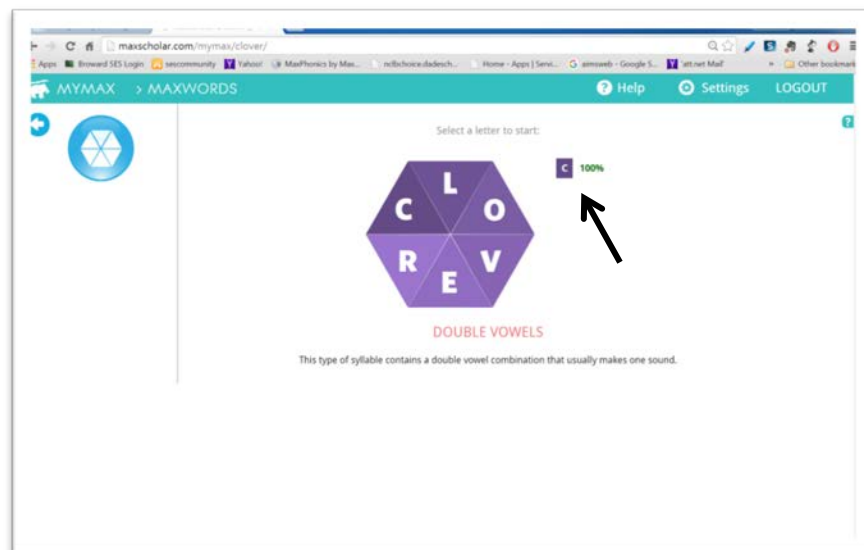 maxscholar.com/mymax/clover/
Apps Broward SES Login sescommunity Yahoo! MaxPhonics by Max... Home - Apps | Servi... aimsweb - Google S... att.net Mail' » Other bookmark
MYMAX > MAXWORDS ? Help Settings LOGOUT
?
Select a letter to start:
C 100%
L
C O
R V
E
DOUBLE VOWELS
This type of syllable contains a double vowel combination that usually makes one sound.